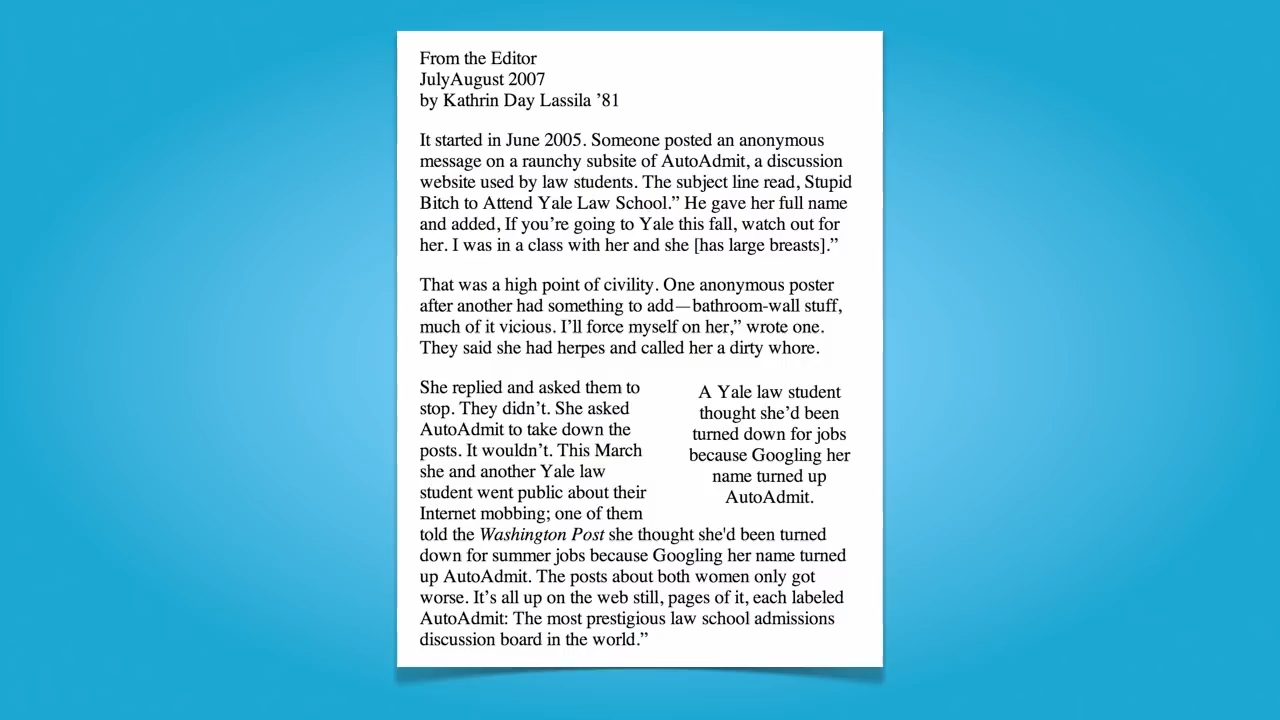 From the Editor
JulyAugust 2007
by Kathrin Day Lassila ’81
It started in June 2005. Someone posted an anonymous
message on a raunchy subsite of AutoAdmit, a discussion
website used by law students. The subject line read, Stupid
Bitch to Attend Yale Law School.” He gave her full name
and added, If you’re going to Yale this fall, watch out for
her. I was in a class with her and she [has large breasts].”
That was a high point of civility. One anonymous poster
after another had something to add—bathroom-wall stuff,
much of it vicious. I’ll force myself on her,” wrote one.
They said she had herpes and called her a dirty whore.
She replied and asked them to
stop. They didn’t. She asked
AutoAdmit to take down the
posts. It wouldn’t. This March
she and another Yale law
student went public about their
Internet mobbing; one of them
told the Washington Post she thought she'd been turned
down for summer jobs because Googling her name turned
up AutoAdmit. The posts about both women only got
worse. It’s all up on the web still, pages of it, each labeled
AutoAdmit: The most prestigious law school admissions
discussion board in the world.”
A Yale law student
thought she’d been
turned down for jobs
because Googling her
name turned up
AutoAdmit.